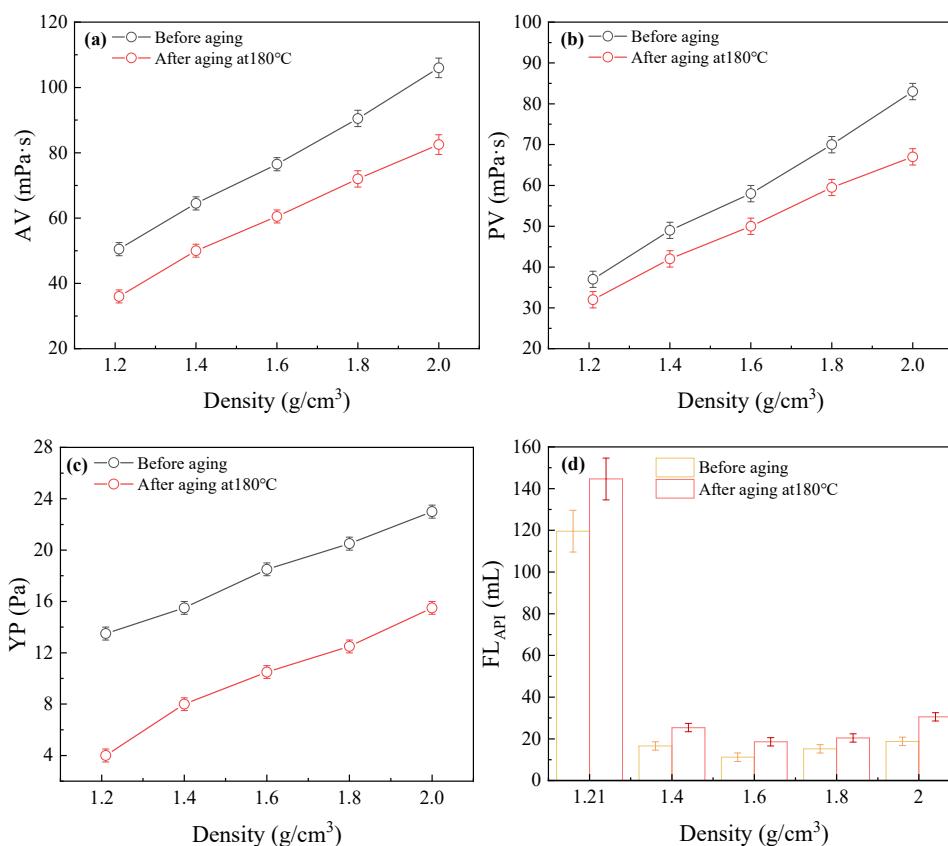 (a)
Before aging
After aging at180°C
AV (mPa·s)
120
100
80
60
40
20
1.2 1.4 1.6 1.8 2.0
Density (g/cm³)
(b)
Before aging
After aging at180°C
PV (mPa·s)
100
90
80
70
60
50
40
30
20
1.2 1.4 1.6 1.8 2.0
Density (g/cm³)
(c)
Before aging
After aging at180°C
YP (Pa)
28
24
20
16
12
8
4
1.2 1.4 1.6 1.8 2.0
Density (g/cm³)
(d)
Before aging
After aging at180°C
FL_API (mL)
160
140
120
100
80
60
40
20
0
1.21 1.4 1.6 1.8 2
Density (g/cm³)